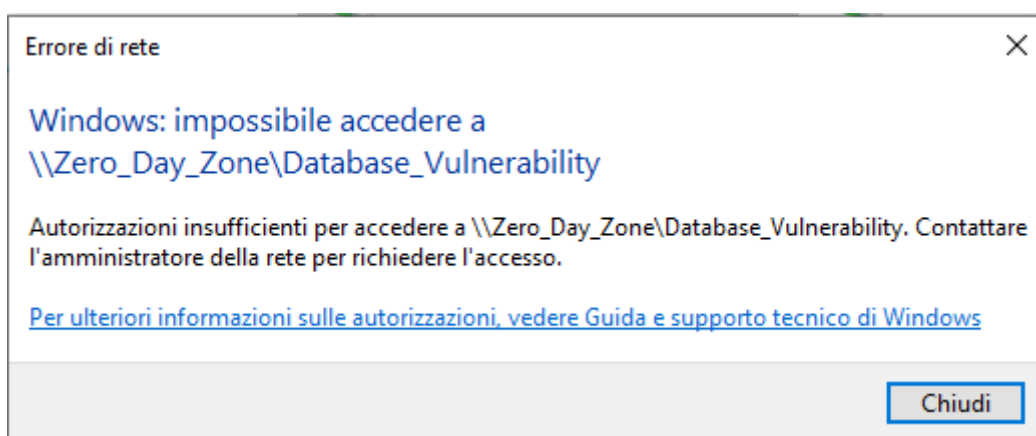 Errore di rete
Windows: impossibile accedere a
\\Zero_Day_Zone\Database_Vulnerability
Autorizzazioni insufficienti per accedere a \\Zero_Day_Zone\Database_Vulnerability. Contattare
l'amministratore della rete per richiedere l'accesso.
Per ulteriori informazioni sulle autorizzazioni, vedere Guida e supporto tecnico di Windows
Chiudi